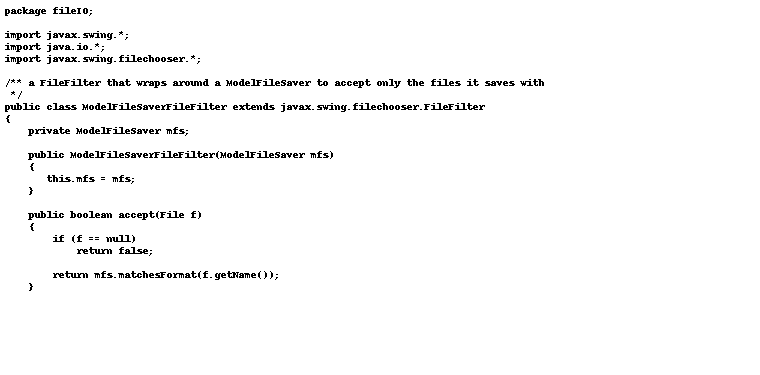 package fileIO;

import javax.swing.*;
import java.io.*;
import javax.swing.filechooser.*;

/** a FileFilter that wraps around a ModelFileSaver to accept only the files it saves with
 */
public class ModelFileSaverFileFilter extends javax.swing.filechooser.FileFilter
{
    private ModelFileSaver mfs;

    public ModelFileSaverFileFilter(ModelFileSaver mfs)
    {
       this.mfs = mfs;
    }

    public boolean accept(File f)
    {
        if (f == null)
            return false;

        return mfs.matchesFormat(f.getName());
    }